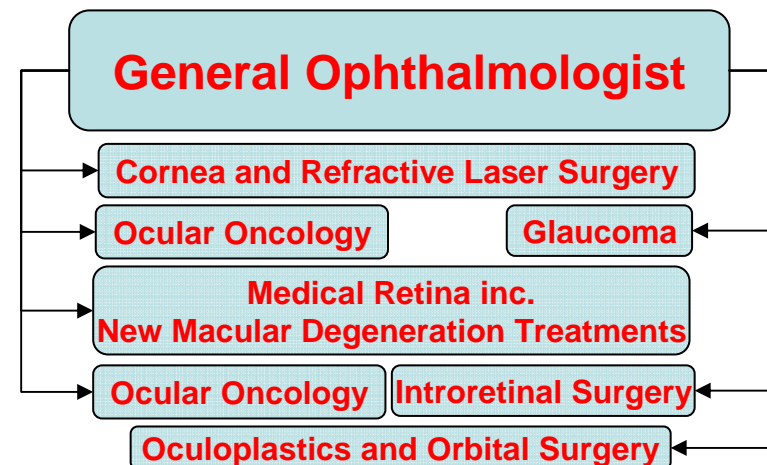 General Ophthalmologist
Cornea and Refractive Laser Surgery
Ocular Oncology
Glaucoma
Medical Retina inc.
New Macular Degeneration Treatments
Ocular Oncology
Introretinal Surgery
Oculoplastics and Orbital Surgery